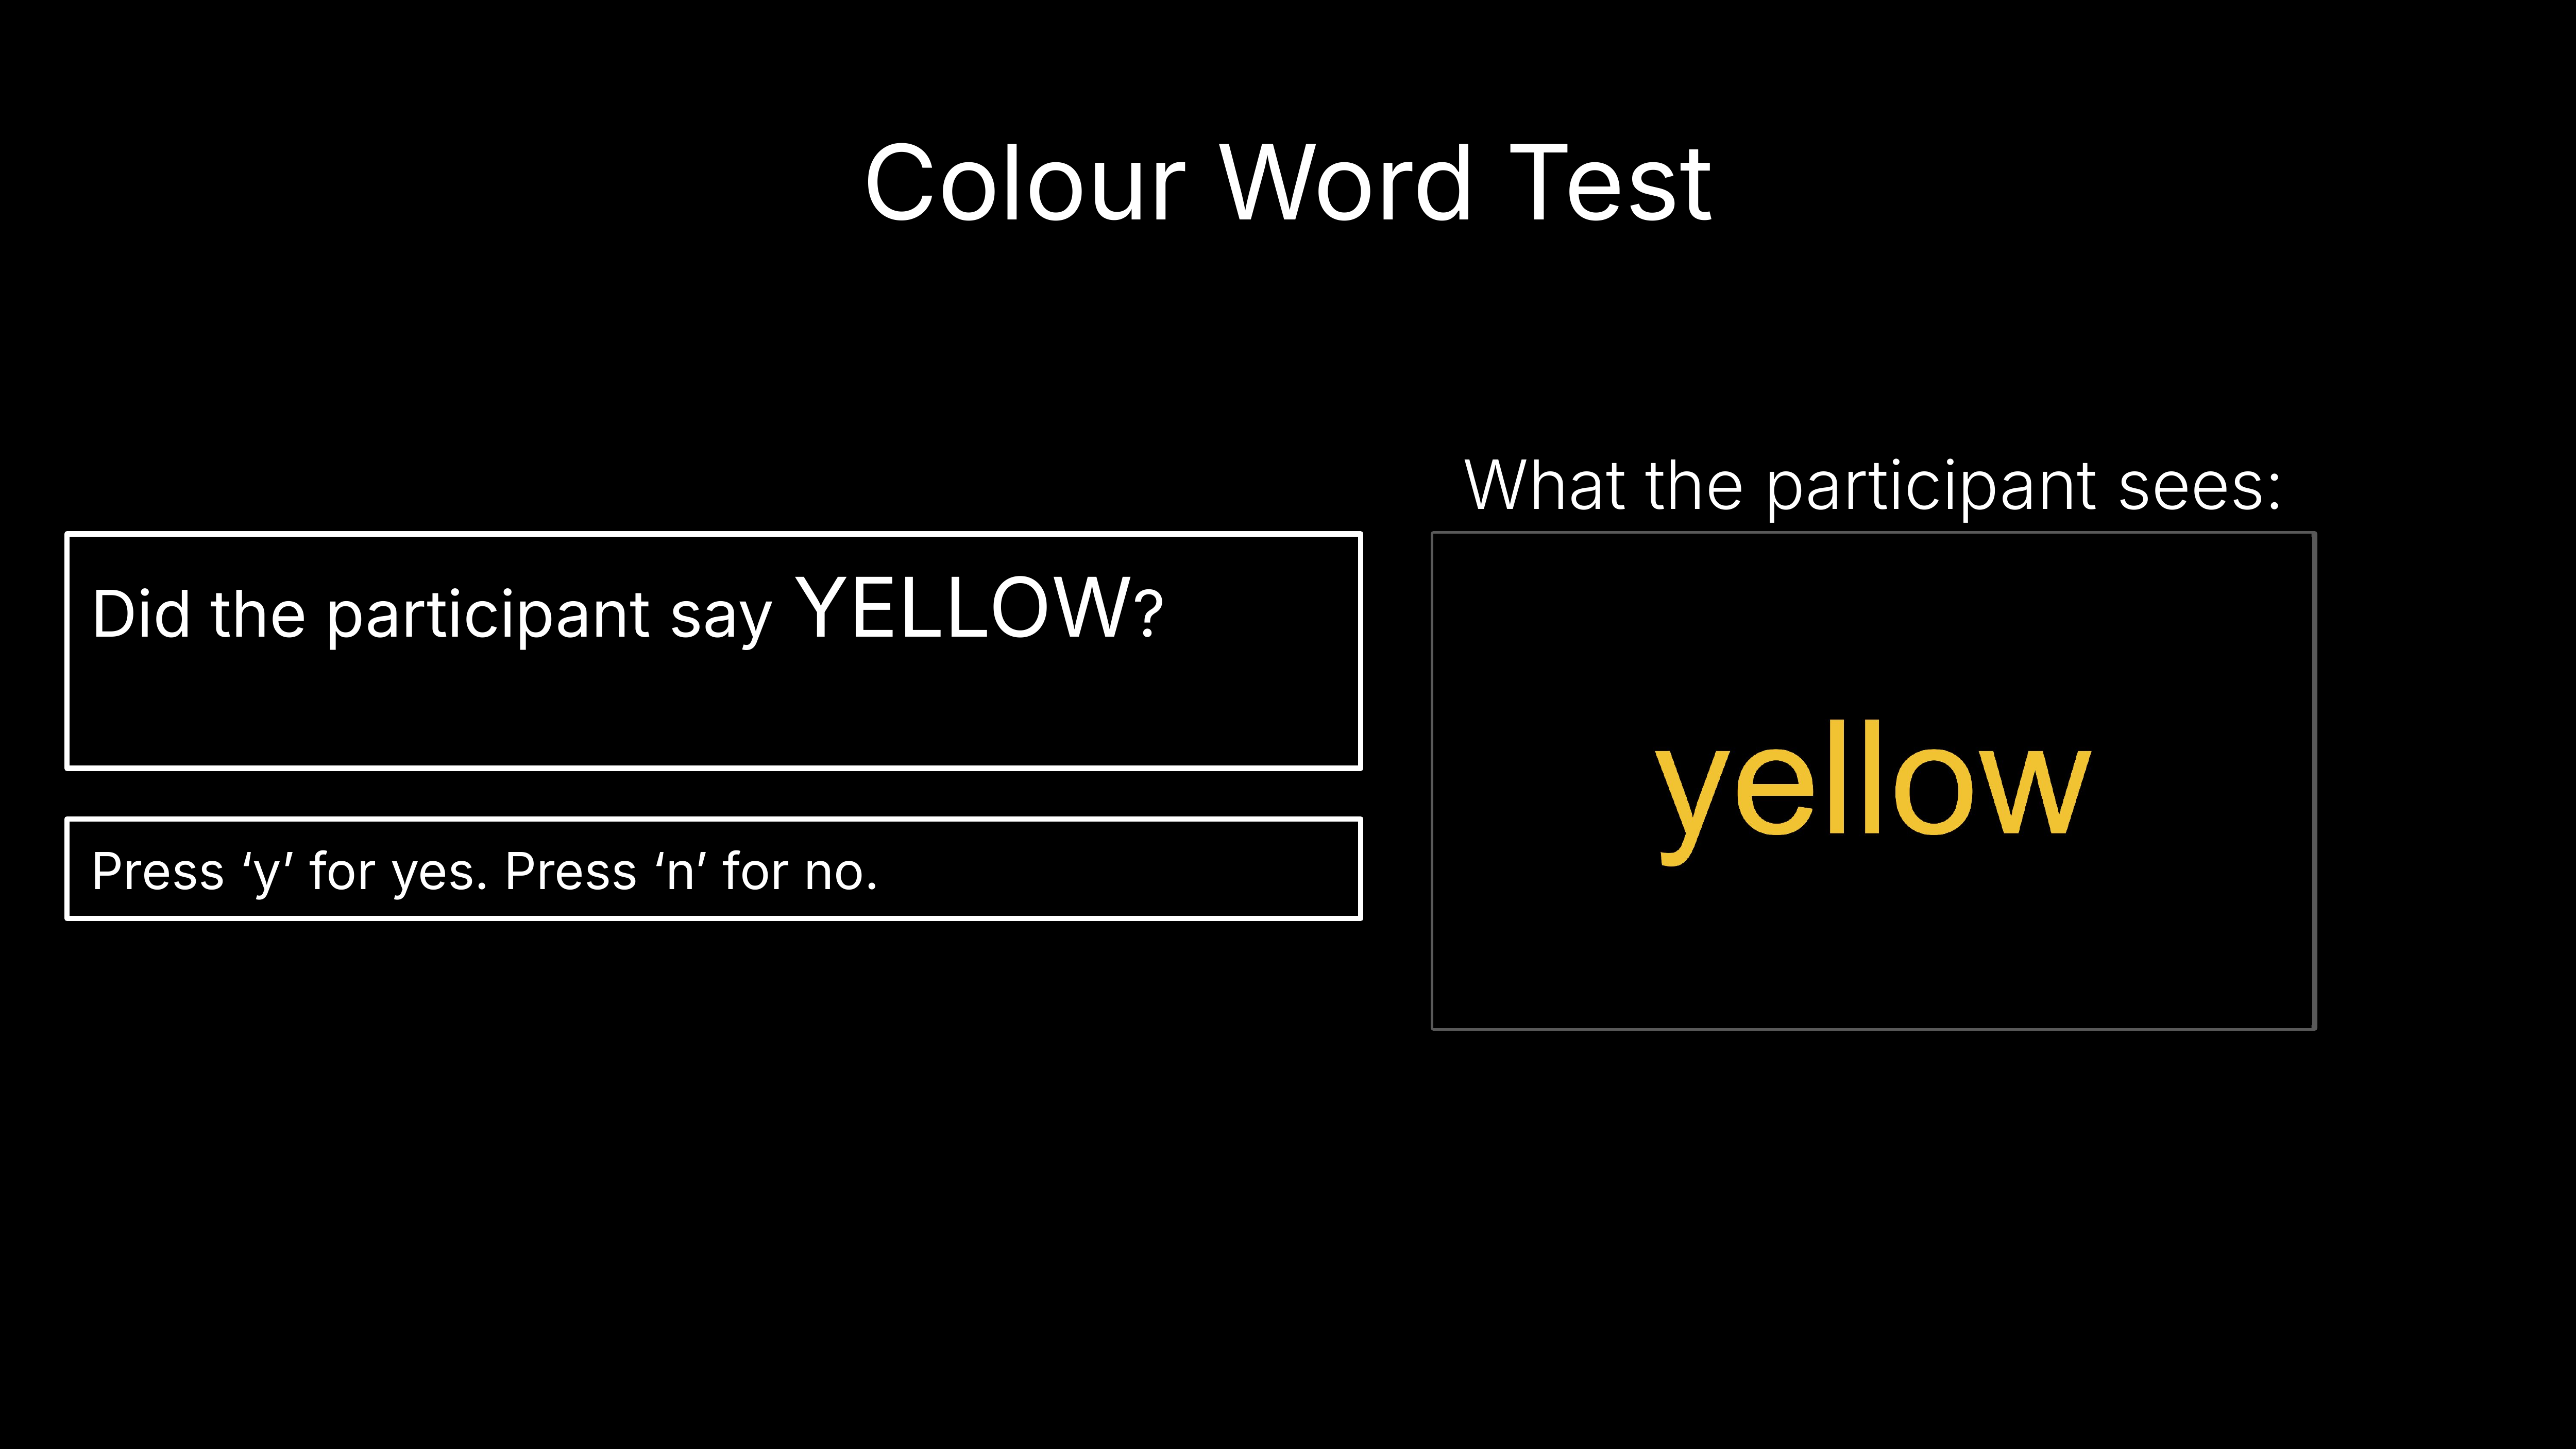 Colour Word Test
What the participant sees:
Did the participant say YELLOW?
yellow
Press ‘y’ for yes. Press ‘n’ for no.